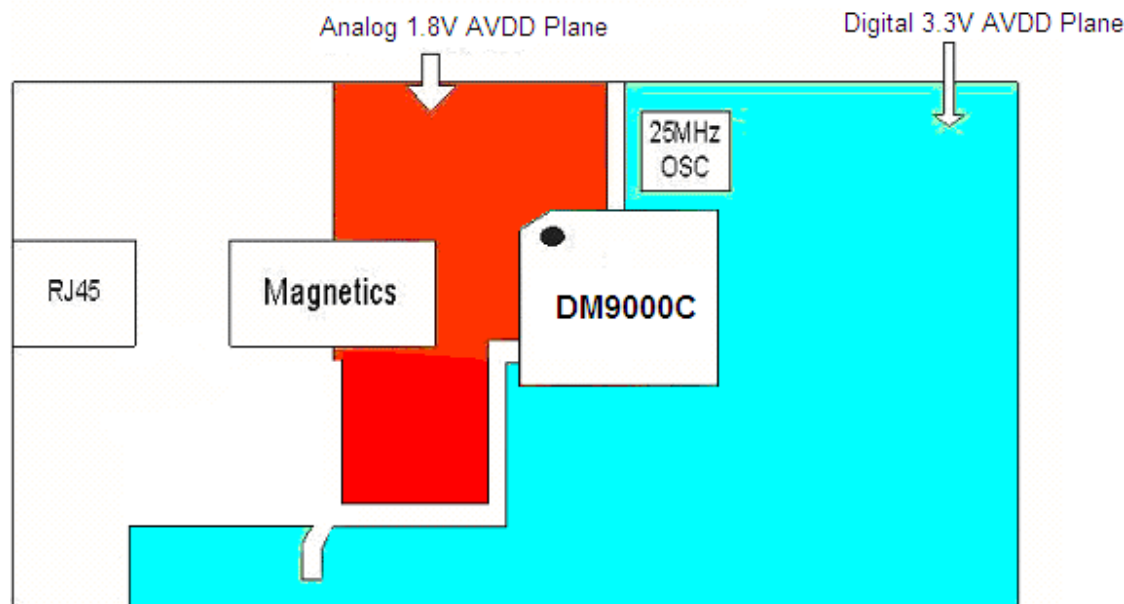 Analog 1.8V AVDD Plane
Digital 3.3V AVDD Plane
25MHz
OSC
RJ45
Magnetics
DM9000C